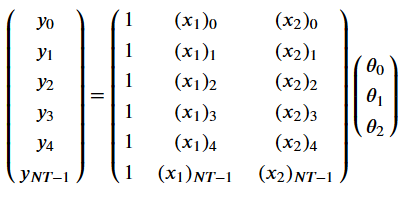 y₀ 1 (x₁)₀ (x₂)₀
y₁ 1 (x₁)₁ (x₂)₁ θ₀
y₂ 1 (x₁)₂ (x₂)₂
= θ₁
y₃ 1 (x₁)₃ (x₂)₃
y₄ 1 (x₁)₄ (x₂)₄ θ₂
y_{NT−1} 1 (x₁)_{NT−1} (x₂)_{NT−1}